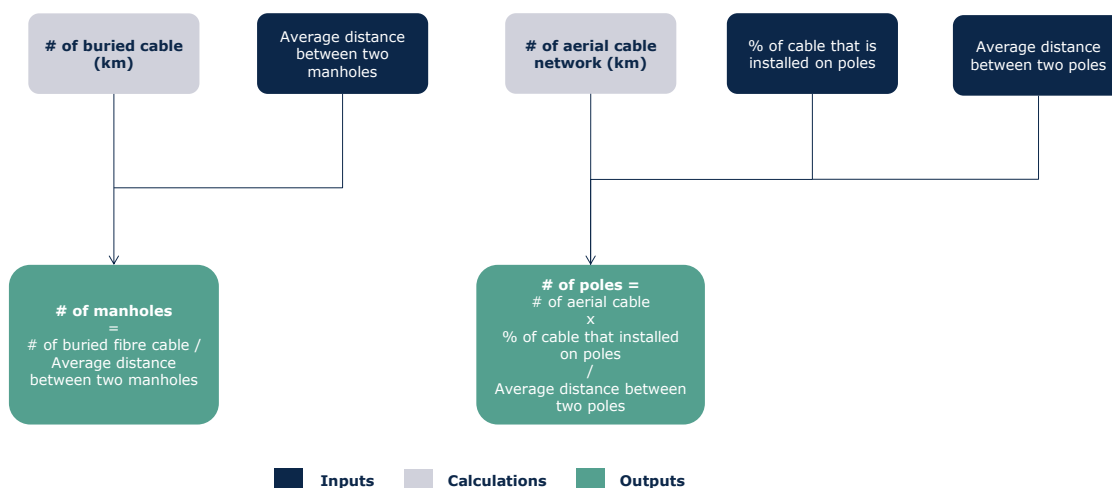 # of buried cable
(km)
Average distance
between two
manholes
# of aerial cable
network (km)
% of cable that is
installed on poles
Average distance
between two poles
# of manholes
=
# of buried fibre cable /
Average distance
between two manholes
# of poles =
# of aerial cable
x
% of cable that installed
on poles
/
Average distance between
two poles
Inputs
Calculations
Outputs